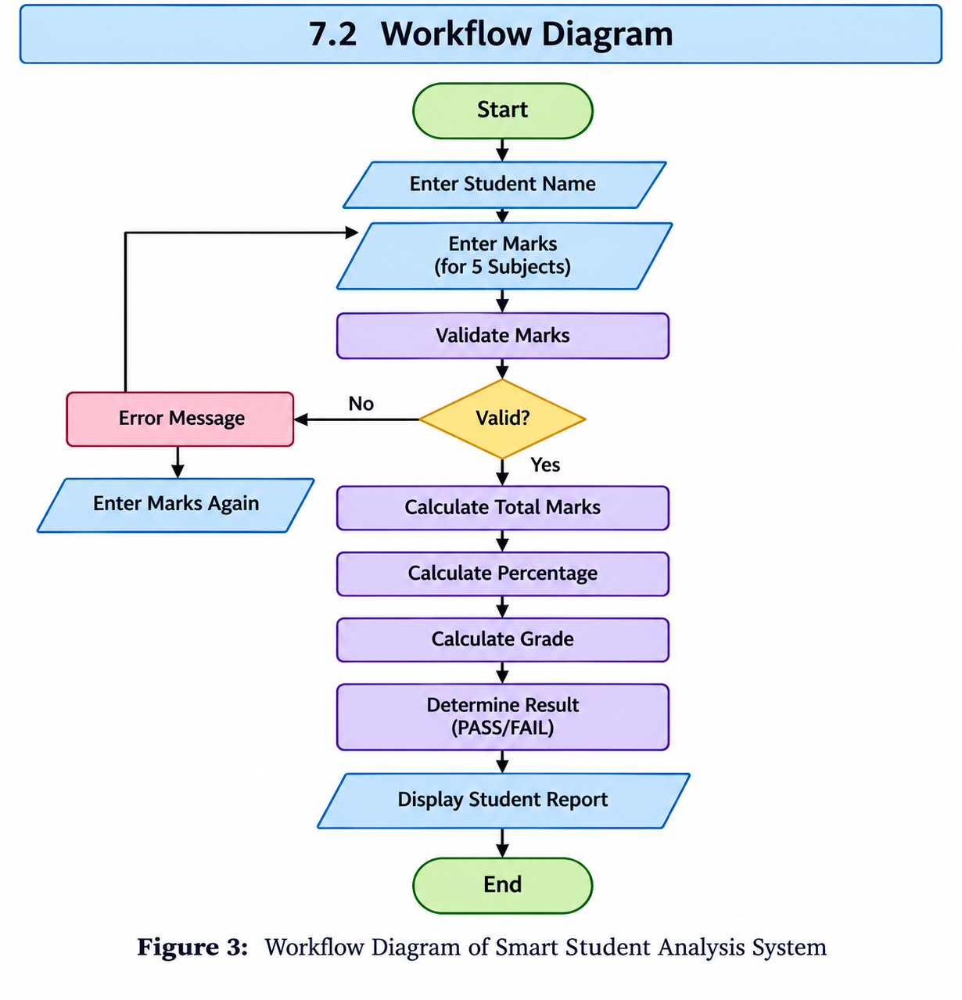 7.2 Workflow Diagram
Start
Enter Student Name
Enter Marks
(for 5 Subjects)
Validate Marks
Valid?
No
Error Message
Enter Marks Again
Yes
Calculate Total Marks
Calculate Percentage
Calculate Grade
Determine Result
(PASS/FAIL)
Display Student Report
End
Figure 3: Workflow Diagram of Smart Student Analysis System